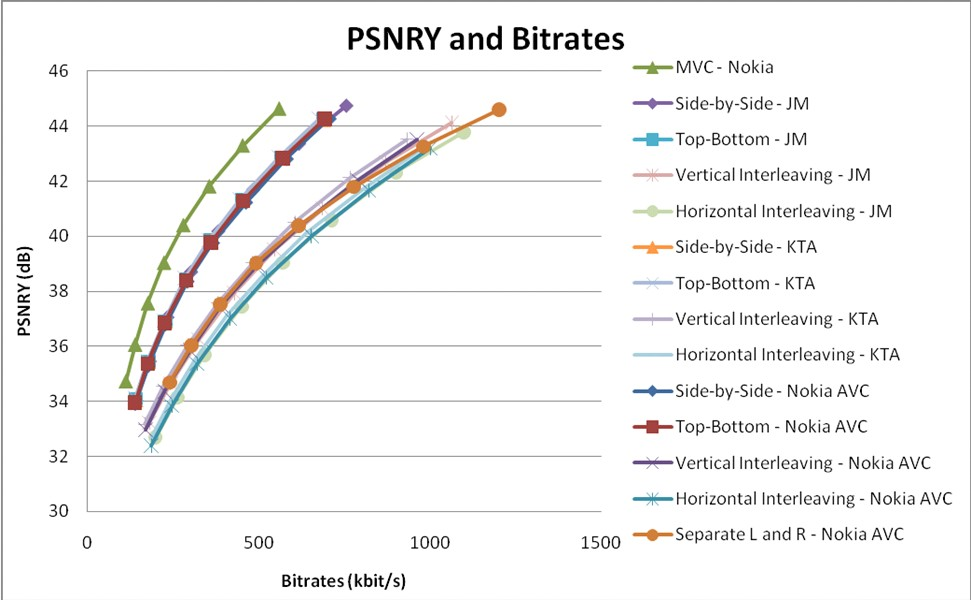 PSNRY and Bitrates
46
44
42
40
38
36
34
32
30
PSNRY (dB)
0
500
1000
1500
Bitrates (kbit/s)
MVC - Nokia
Side-by-Side - JM
Top-Bottom - JM
Vertical Interleaving - JM
Horizontal Interleaving - JM
Side-by-Side - KTA
Top-Bottom - KTA
Vertical Interleaving - KTA
Horizontal Interleaving - KTA
Side-by-Side - Nokia AVC
Top-Bottom - Nokia AVC
Vertical Interleaving - Nokia AVC
Horizontal Interleaving - Nokia AVC
Separate L and R - Nokia AVC